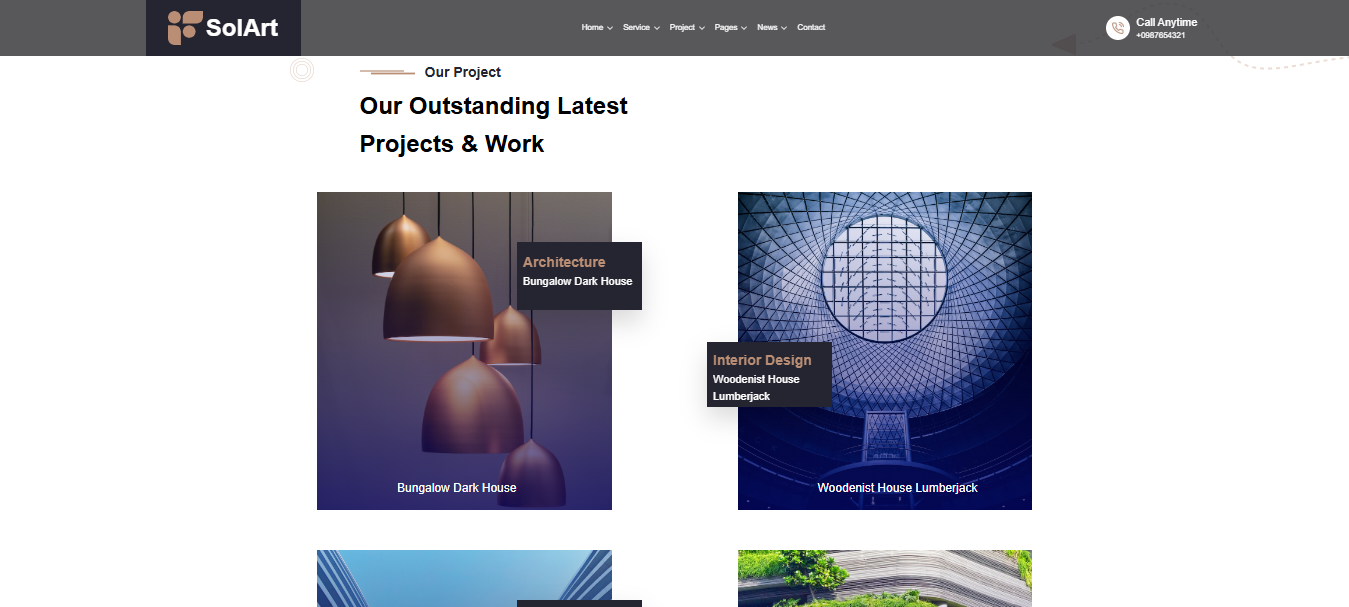 SolArt
Home Service Project Pages News Contact
Call Anytime
+0987654321
Our Project
Our Outstanding Latest
Projects & Work
Architecture
Bungalow Dark House
Bungalow Dark House
Interior Design
Woodenist House
Lumberjack
Woodenist House Lumberjack